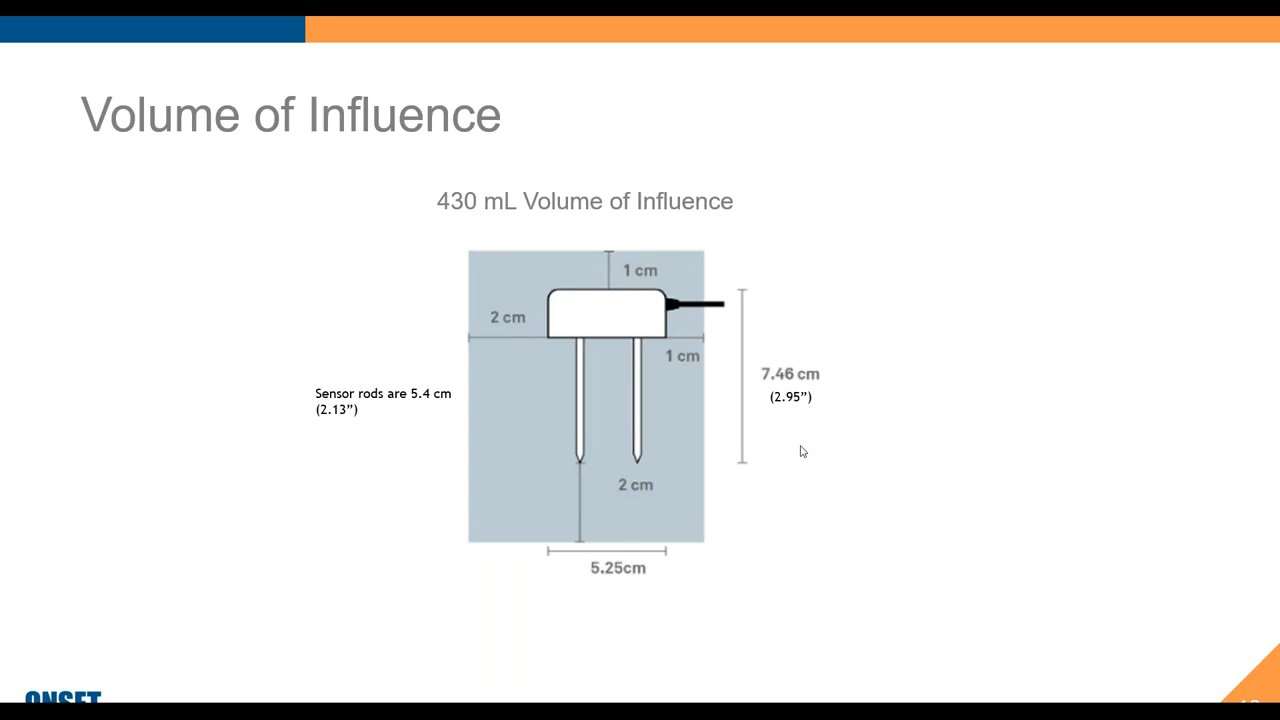 Volume of Influence
430 mL Volume of Influence
1 cm
2 cm
1 cm
7.46 cm
(2.95”)
Sensor rods are 5.4 cm
(2.13”)
2 cm
5.25cm
ONSET